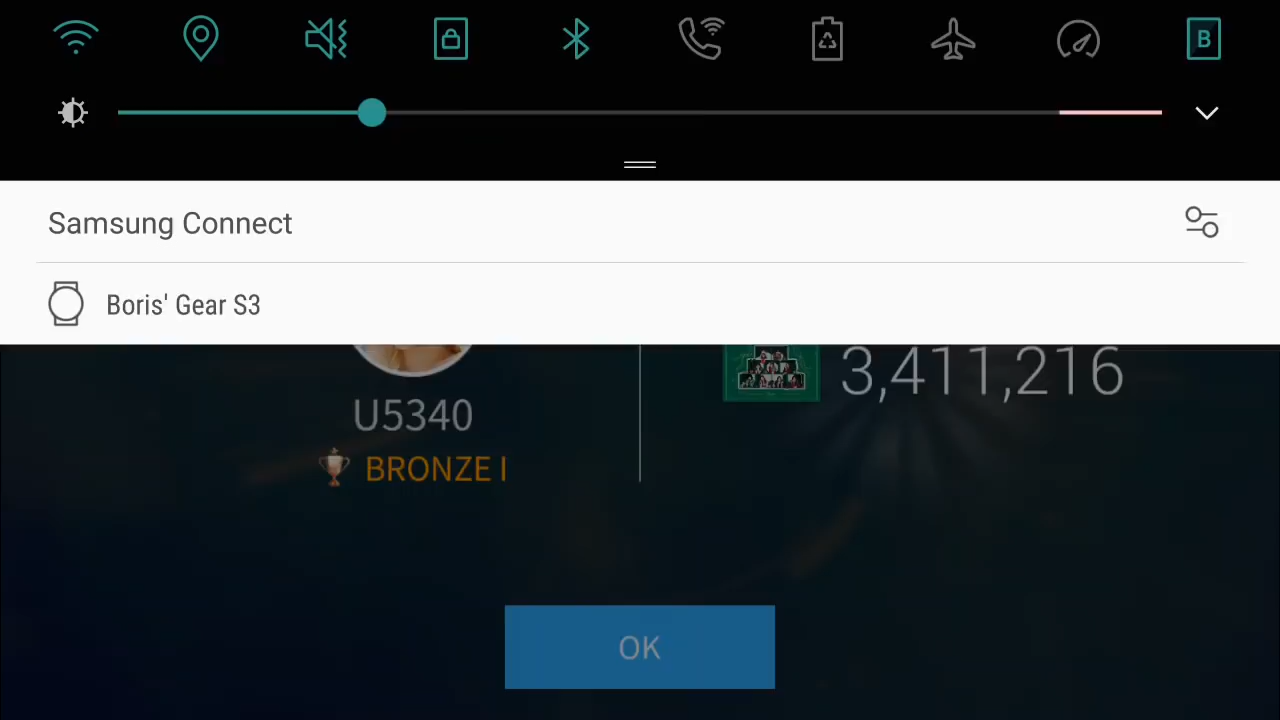 B
Samsung Connect
Boris' Gear S3
3,411,216
U5340
BRONZE I
OK